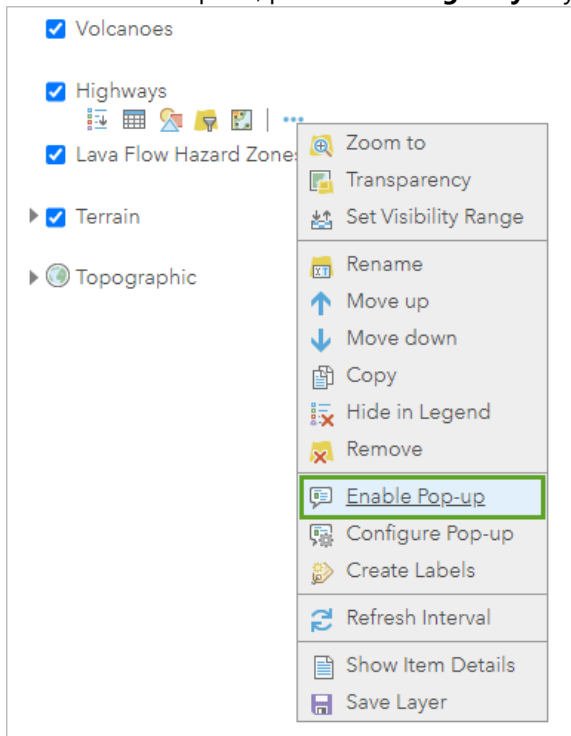 Volcanoes
Highways
Lava Flow Hazard Zone
Terrain
Topographic
Zoom to
Transparency
Set Visibility Range
Rename
Move up
Move down
Copy
Hide in Legend
Remove
Enable Pop-up
Configure Pop-up
Create Labels
Refresh Interval
Show Item Details
Save Layer